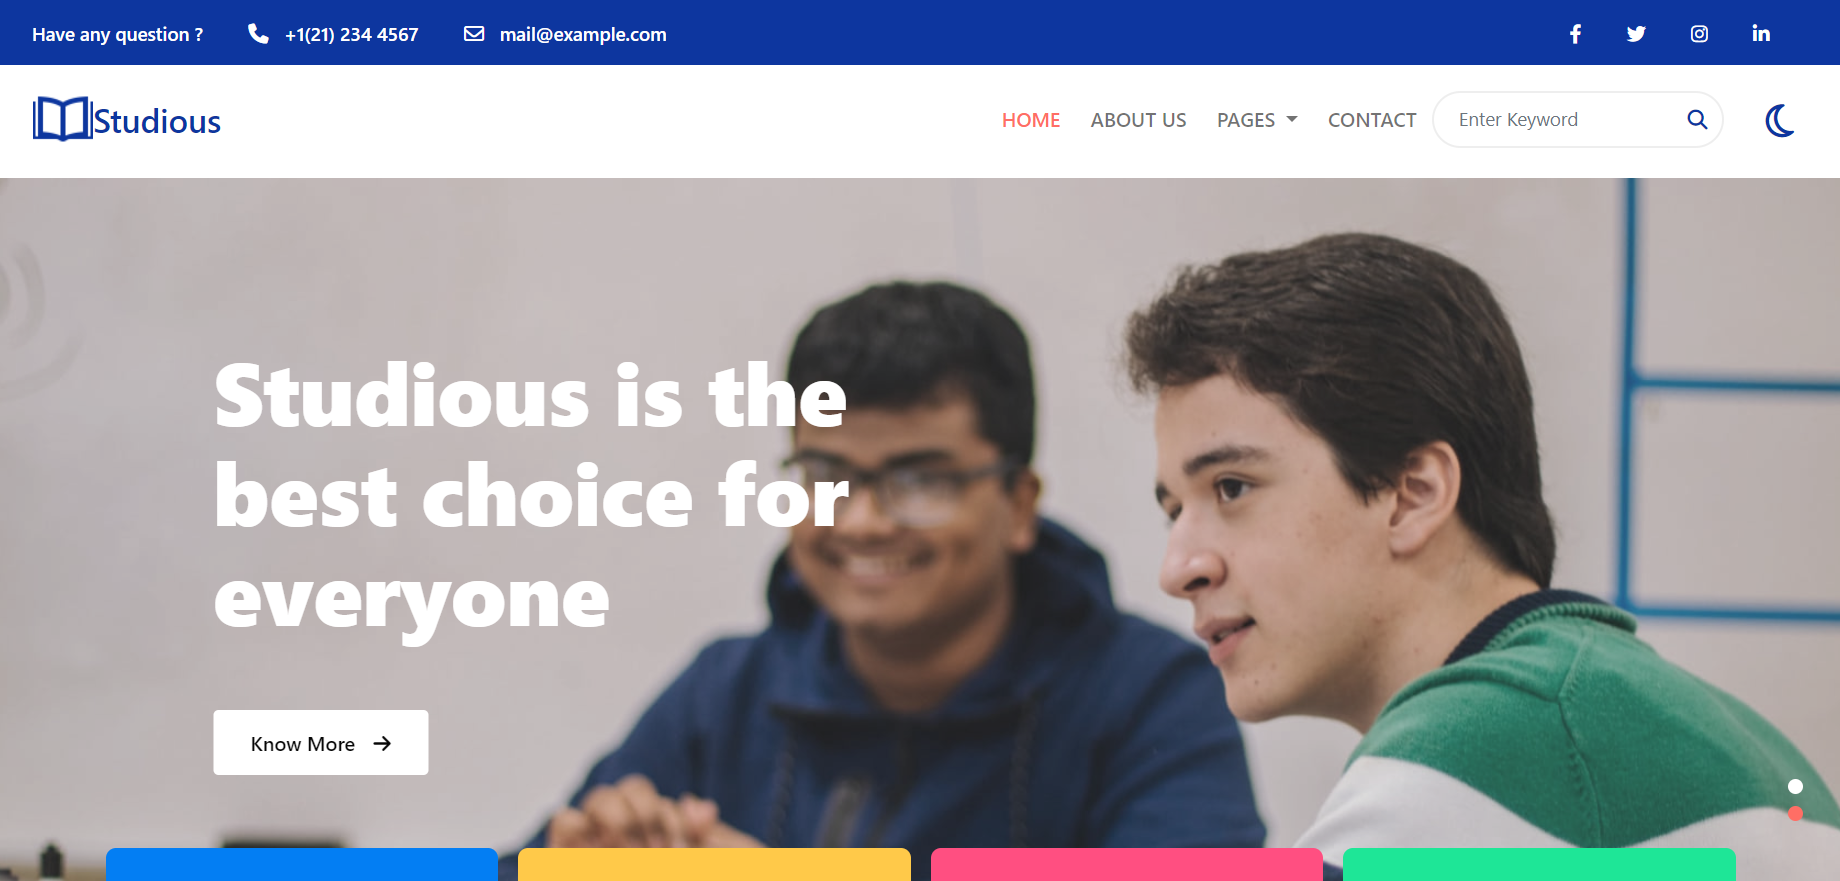 Have any question ?
+1(21) 234 4567
mail@example.com
Studious
HOME
ABOUT US
PAGES
CONTACT
Enter Keyword
Studious is the
best choice for
everyone
Know More